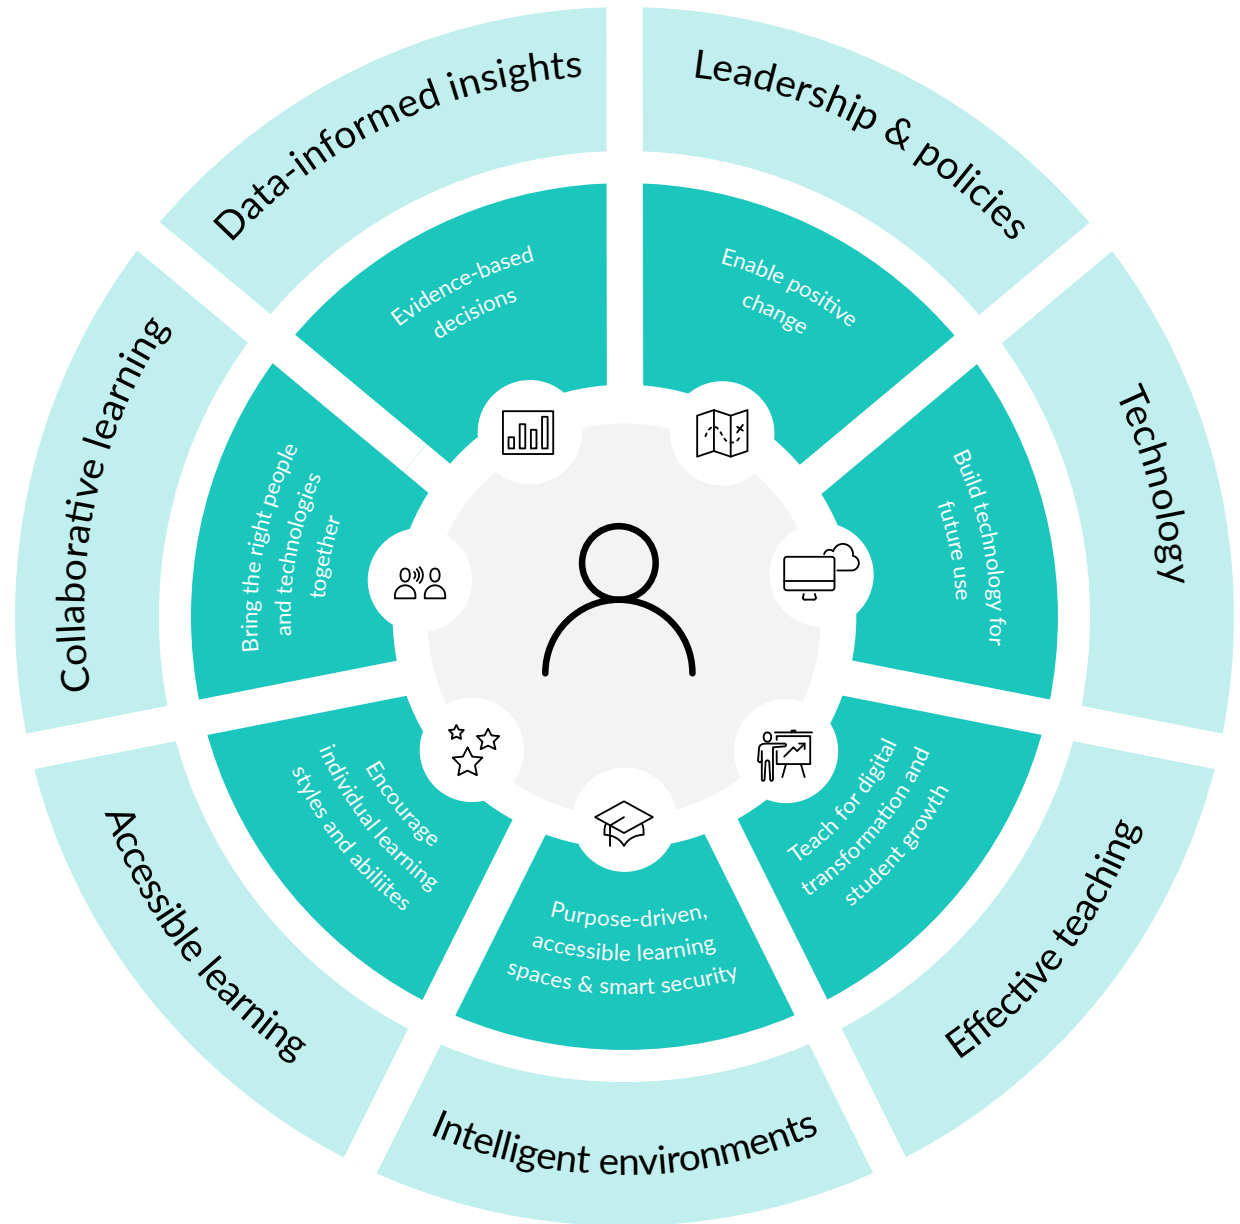 Leadership & policies
Enable positive
change
Technology
Build technology for
future use
Effective teaching
Teach for digital
transformation and
student growth
Intelligent environments
Purpose-driven,
accessible learning
spaces & smart security
Accessible learning
Encourage
individual learning
styles and abiliites
Collaborative learning
Bring the right people
and technologies
together
Data-informed insights
Evidence-based
decisions